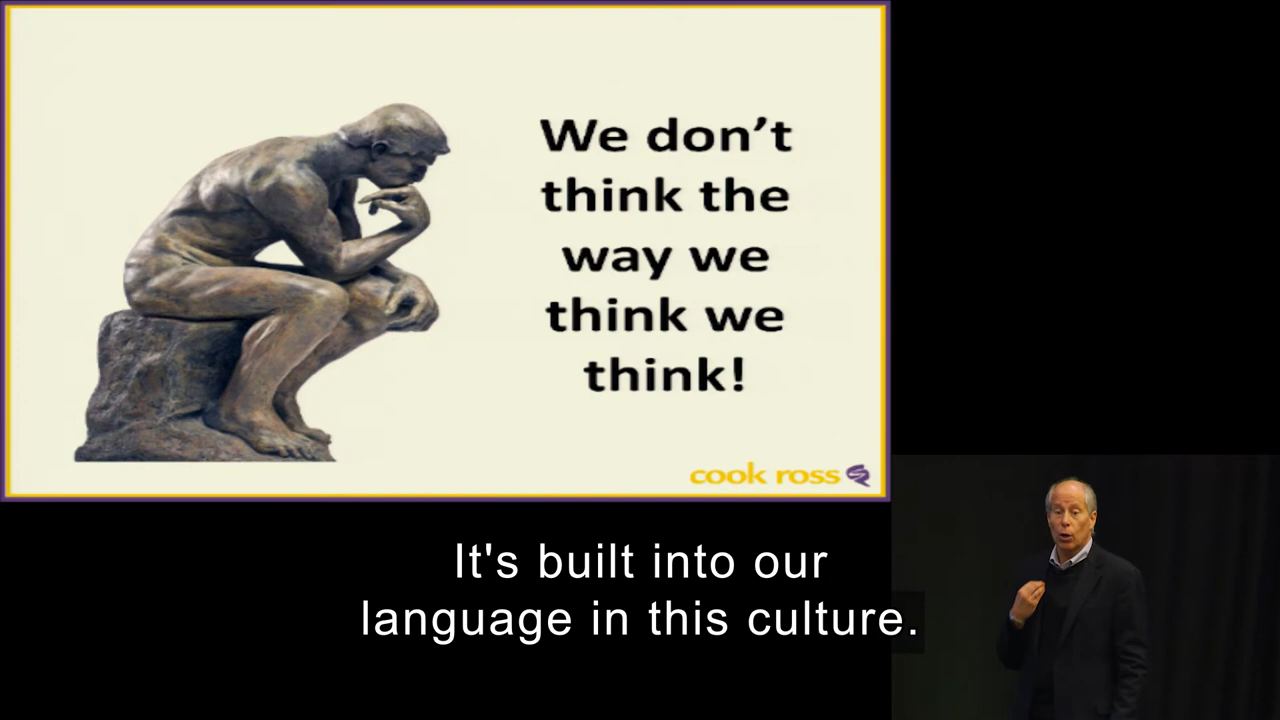 We don’t
think the
way we
think we
think!
cook ross
It's built into our
language in this culture.